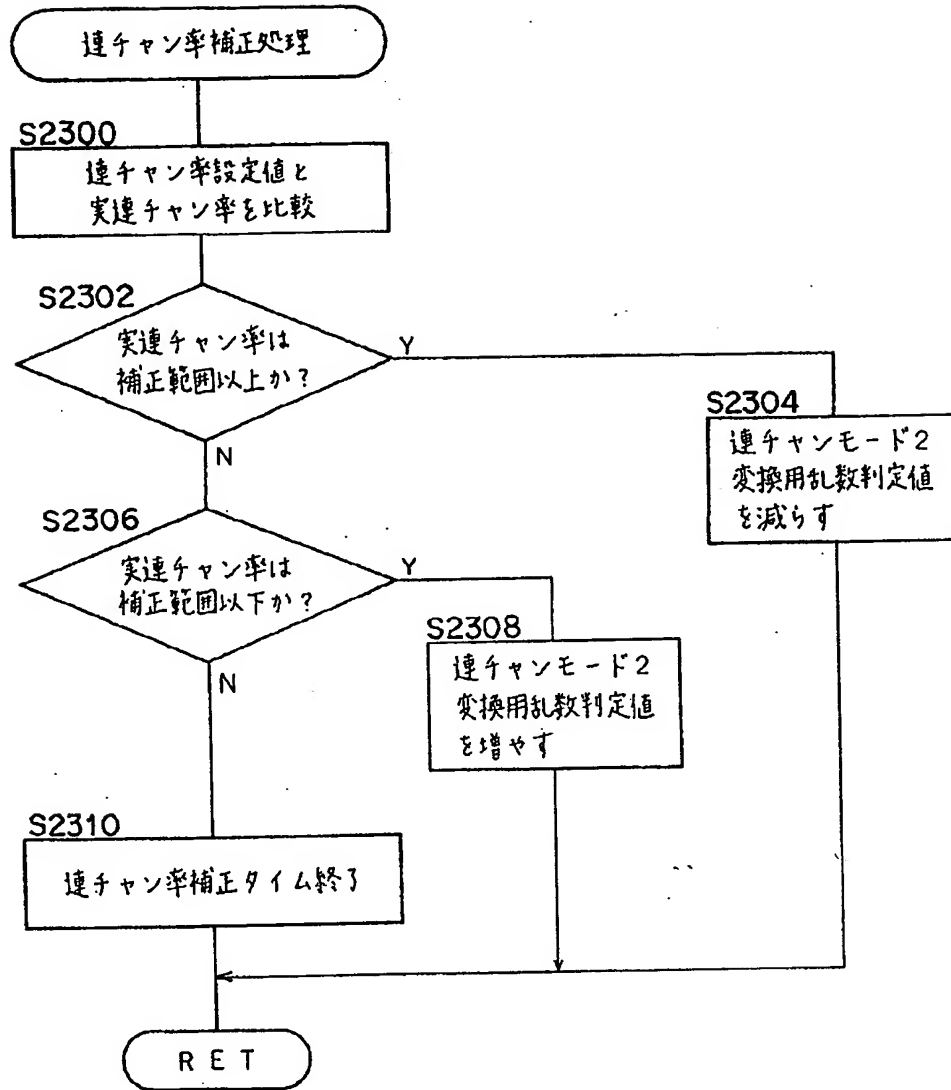 連チャン率補正処理
S2300
連チャン率設定値と
実連チャン率を比較
S2302
実連チャン率は
補正範囲以上か?
Y
N
S2304
連チャンモード2
変換用乱数判定値
を減らす
S2306
実連チャン率は
補正範囲以下か?
Y
N
S2308
連チャンモード2
変換用乱数判定値
を増やす
S2310
連チャン率補正タイム終了
RET